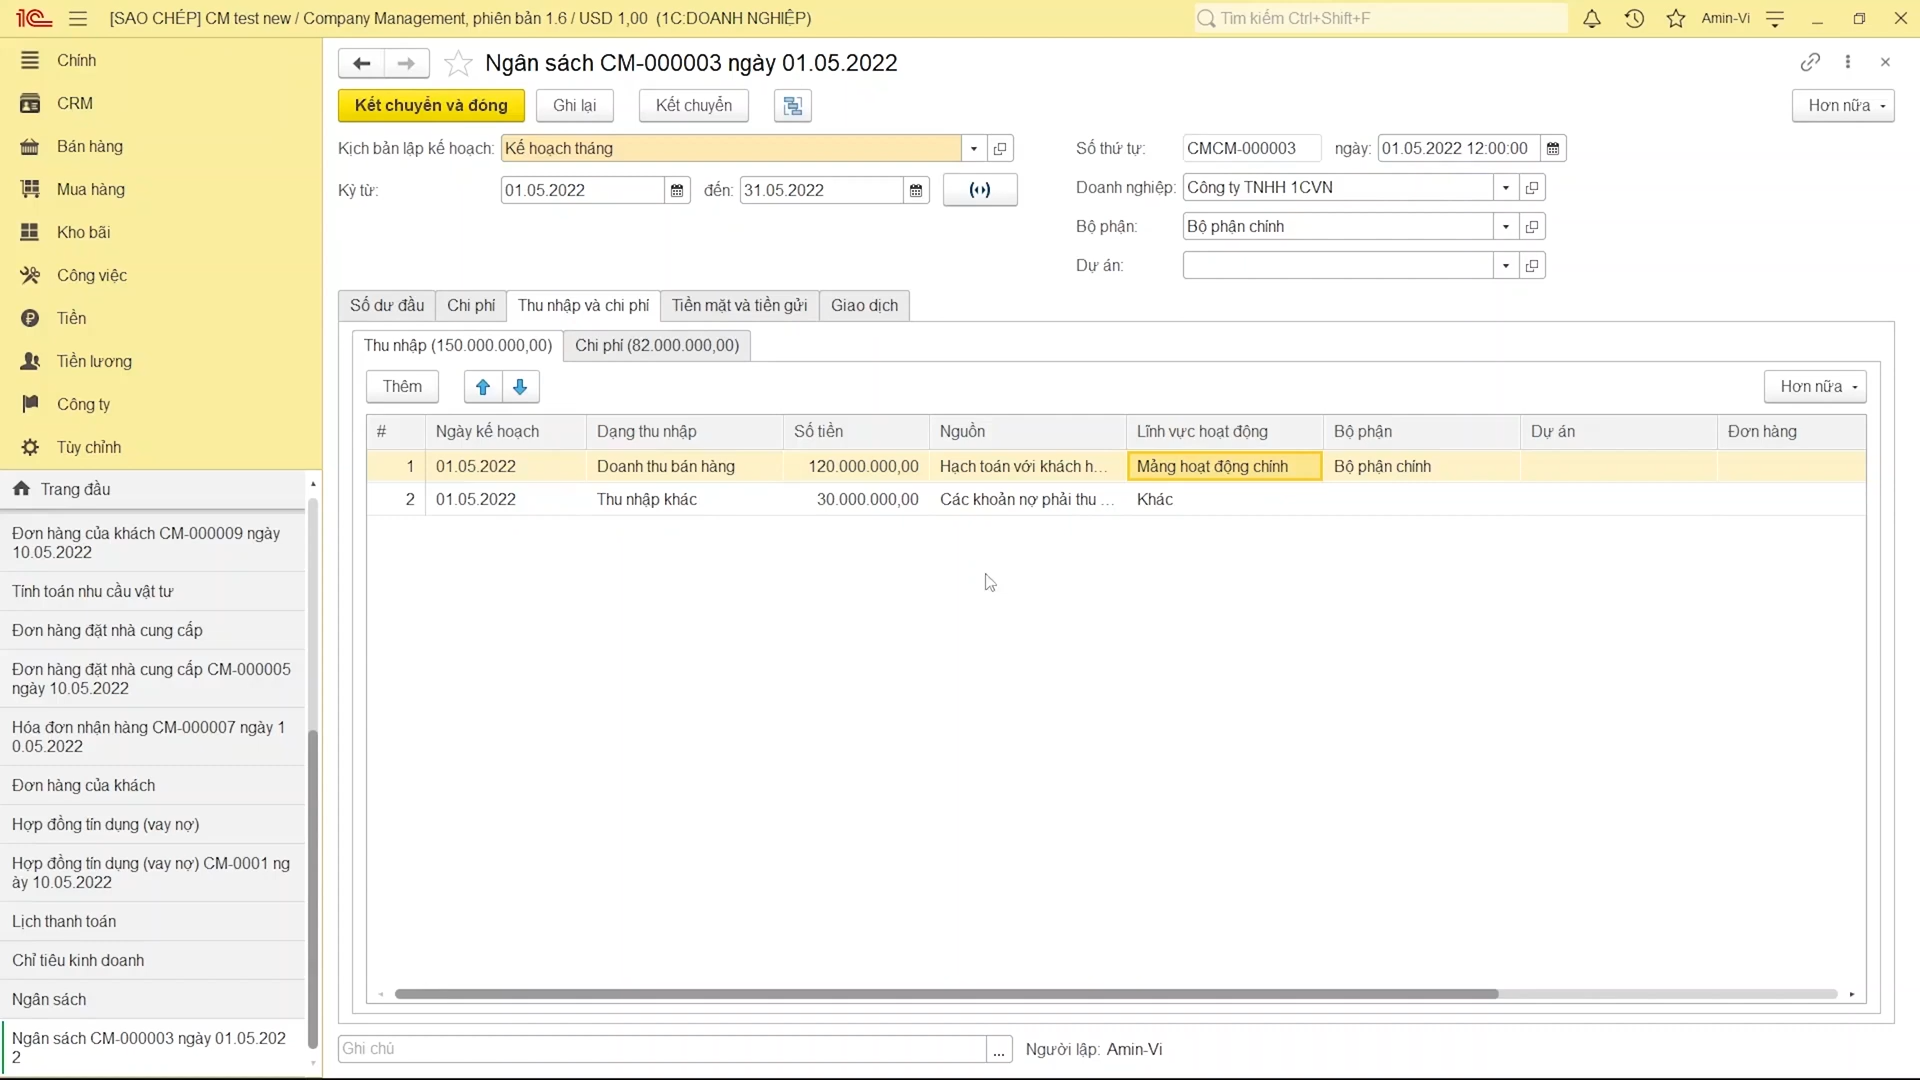 [SAO CHÉP] CM test new / Company Management, phiên bản 1.6 / USD 1,00 (1C:DOANH NGHIỆP)
Tìm kiếm Ctrl+Shift+F
Amin-Vi
Chính
CRM
Bán hàng
Mua hàng
Kho bãi
Công việc
Tiền
Tiền lương
Công ty
Tùy chỉnh
Trang đầu
Đơn hàng của khách CM-000009 ngày
10.05.2022
Tính toán nhu cầu vật tư
Đơn hàng đặt nhà cung cấp
Đơn hàng đặt nhà cung cấp CM-000005
ngày 10.05.2022
Hóa đơn nhận hàng CM-000007 ngày 1
0.05.2022
Đơn hàng của khách
Hợp đồng tín dụng (vay nợ)
Hợp đồng tín dụng (vay nợ) CM-0001 ng
ày 10.05.2022
Lịch thanh toán
Chỉ tiêu kinh doanh
Ngân sách
Ngân sách CM-000003 ngày 01.05.202
2
Ngân sách CM-000003 ngày 01.05.2022
Kết chuyển và đóng
Ghi lại
Kết chuyển
Hơn nữa
Kịch bản lập kế hoạch: Kế hoạch tháng
Số thứ tự: CMCM-000003 ngày: 01.05.2022 12:00:00
Kỳ từ: 01.05.2022 đến: 31.05.2022
Doanh nghiệp: Công ty TNHH 1CVN
Bộ phận: Bộ phận chính
Dự án:
Số dư đầu Chi phí Thu nhập và chi phí Tiền mặt và tiền gửi Giao dịch
Thu nhập (150.000.000,00) Chi phí (82.000.000,00)
Thêm
Hơn nữa
# Ngày kế hoạch Dạng thu nhập Số tiền Nguồn Lĩnh vực hoạt động Bộ phận Dự án Đơn hàng
1 01.05.2022 Doanh thu bán hàng 120.000.000,00 Hạch toán với khách h... Mảng hoạt động chính Bộ phận chính
2 01.05.2022 Thu nhập khác 30.000.000,00 Các khoản nợ phải thu ... Khác
Ghi chú
...
Người lập: Amin-Vi